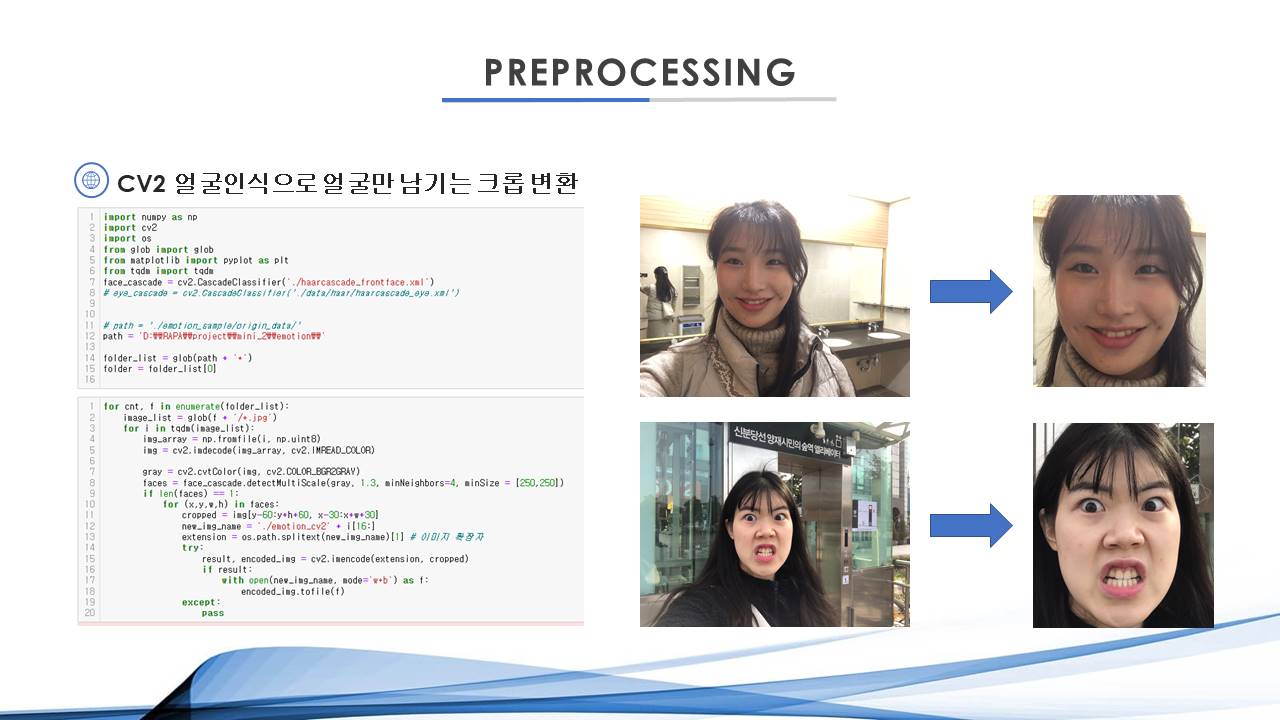 PREPROCESSING
CV2 얼굴인식으로 얼굴만 남기는 크롭 변환
1 import numpy as np
2 import cv2
3 import os
4 from glob import glob
5 from matplotlib import pyplot as plt
6 from tqdm import tqdm
7 face_cascade = cv2.CascadeClassifier('./haarcascade_frontface.xml')
8 # eye_cascade = cv2.CascadeClassifier('./data/haar/haarcascade_eye.xml')
9
10
11 # path = './emotion_sample/origin_data/'
12 path = 'D:₩₩RAPA₩₩project₩₩mini_2₩₩emotion₩₩'
13
14 folder_list = glob(path + '*')
15 folder = folder_list[0]
16
1 for cnt, f in enumerate(folder_list):
2 image_list = glob(f + '/*.jpg')
3 for i in tqdm(image_list):
4 img_array = np.fromfile(i, np.uint8)
5 img = cv2.imdecode(img_array, cv2.IMREAD_COLOR)
6
7 gray = cv2.cvtColor(img, cv2.COLOR_BGR2GRAY)
8 faces = face_cascade.detectMultiScale(gray, 1.3, minNeighbors=4, minSize = [250,250])
9 if len(faces) == 1:
10 for (x,y,w,h) in faces:
11 cropped = img[y-60:y+h+60, x-30:x+w+30]
12 new_img_name = './emotion_cv2' + i[16:]
13 extension = os.path.splitext(new_img_name)[1] # 이미지 확장자
14 try:
15 result, encoded_img = cv2.imencode(extension, cropped)
16 if result:
17 with open(new_img_name, mode='w+b') as f:
18 encoded_img.tofile(f)
19 except:
20 pass
신분당선 양재시민의 숲역 엘리베이터